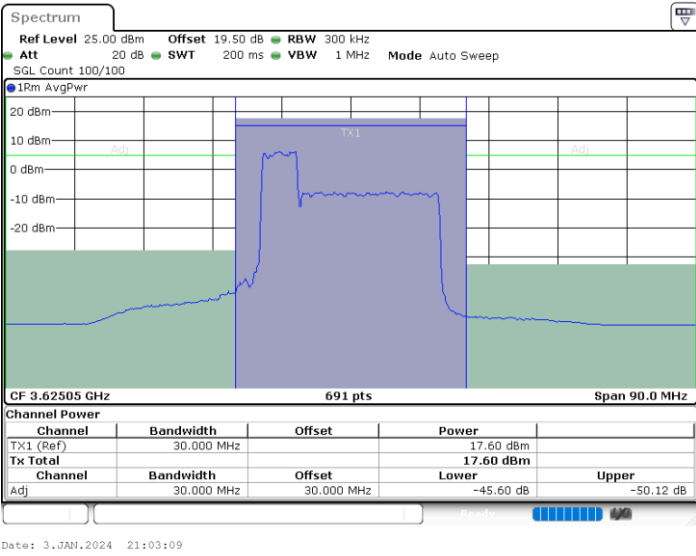 Spectrum
Ref Level 25.00 dBm Offset 19.50 dB RBW 300 kHz
Att 20 dB SWT 200 ms VBW 1 MHz Mode Auto Sweep
SGL Count 100/100
1Rm AvgPwr
20 dBm
TX1
10 dBm
Adj Adj
0 dBm
-10 dBm
-20 dBm
CF 3.62505 GHz 691 pts Span 90.0 MHz
Channel Power
Channel Bandwidth Offset Power
TX1 (Ref) 30.000 MHz 17.60 dBm
Tx Total 17.60 dBm
Channel Bandwidth Offset Lower Upper
Adj 30.000 MHz 30.000 MHz -45.60 dB -50.12 dB
Ready
Date: 3.JAN.2024 21:03:09